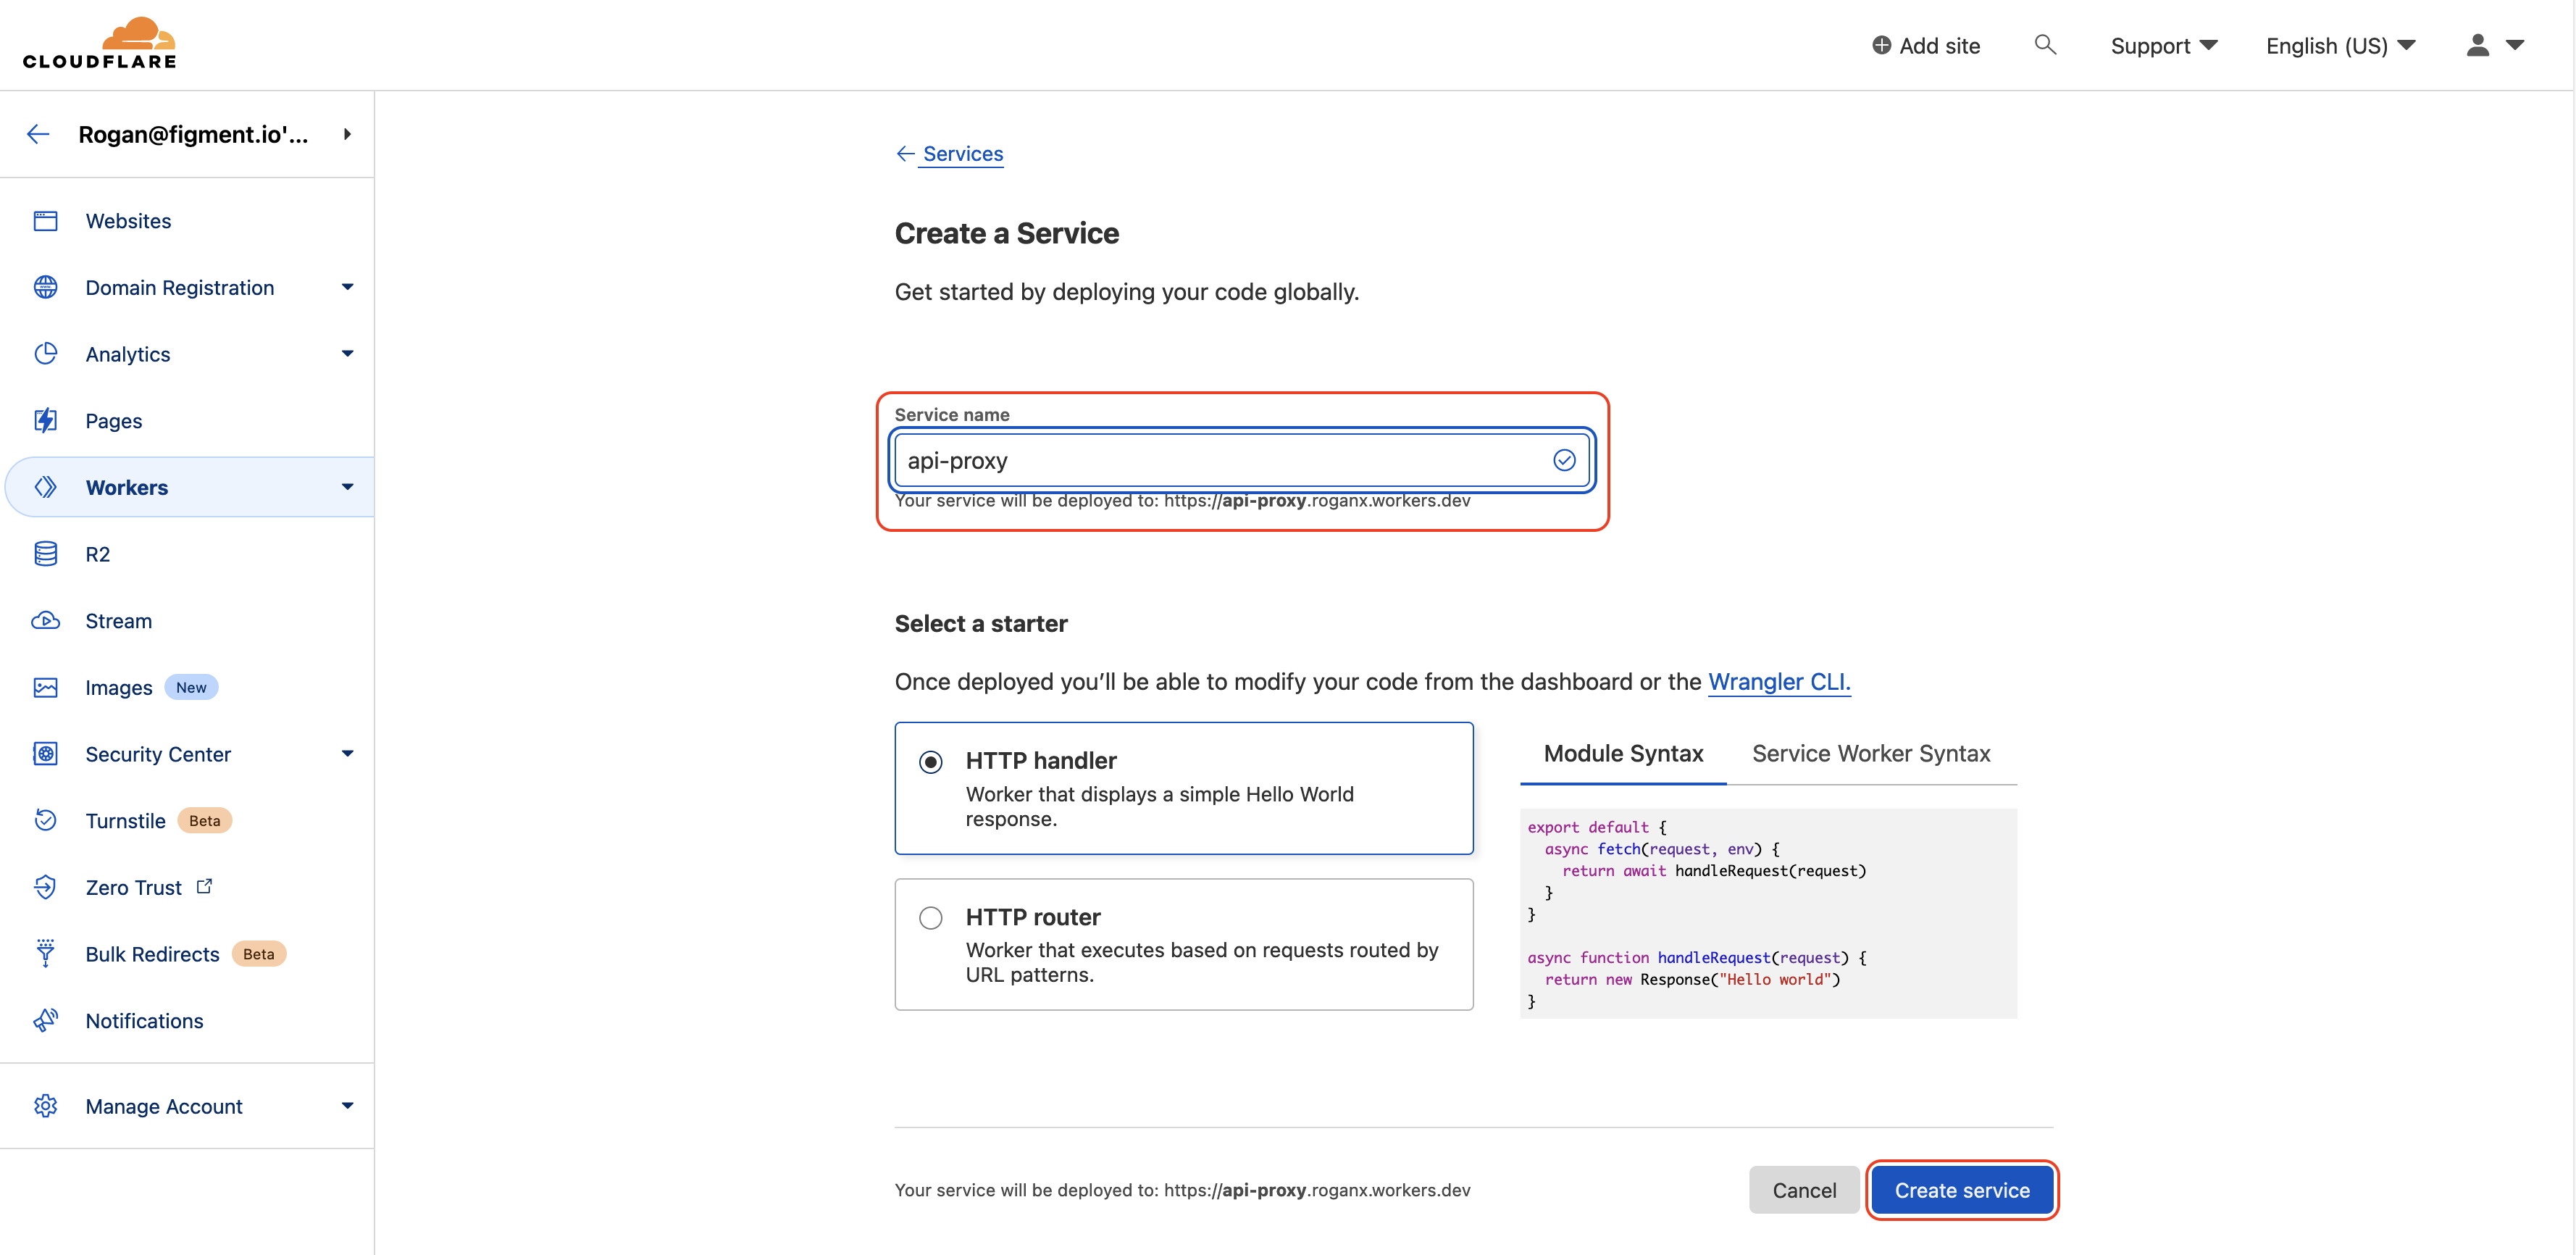 CLOUDFLARE
Add site
Support
English (US)
Rogan@figment.io'...
Websites
Domain Registration
Analytics
Pages
Workers
R2
Stream
Images New
Security Center
Turnstile Beta
Zero Trust
Bulk Redirects Beta
Notifications
Manage Account
Services
Create a Service
Get started by deploying your code globally.
Service name
api-proxy
Your service will be deployed to: https://api-proxy.roganx.workers.dev
Select a starter
Once deployed you’ll be able to modify your code from the dashboard or the Wrangler CLI.
HTTP handler
Worker that displays a simple Hello World
response.
HTTP router
Worker that executes based on requests routed by
URL patterns.
Module Syntax Service Worker Syntax
export default {
  async fetch(request, env) {
    return await handleRequest(request)
  }
}
async function handleRequest(request) {
  return new Response("Hello world")
}
Your service will be deployed to: https://api-proxy.roganx.workers.dev
Cancel
Create service